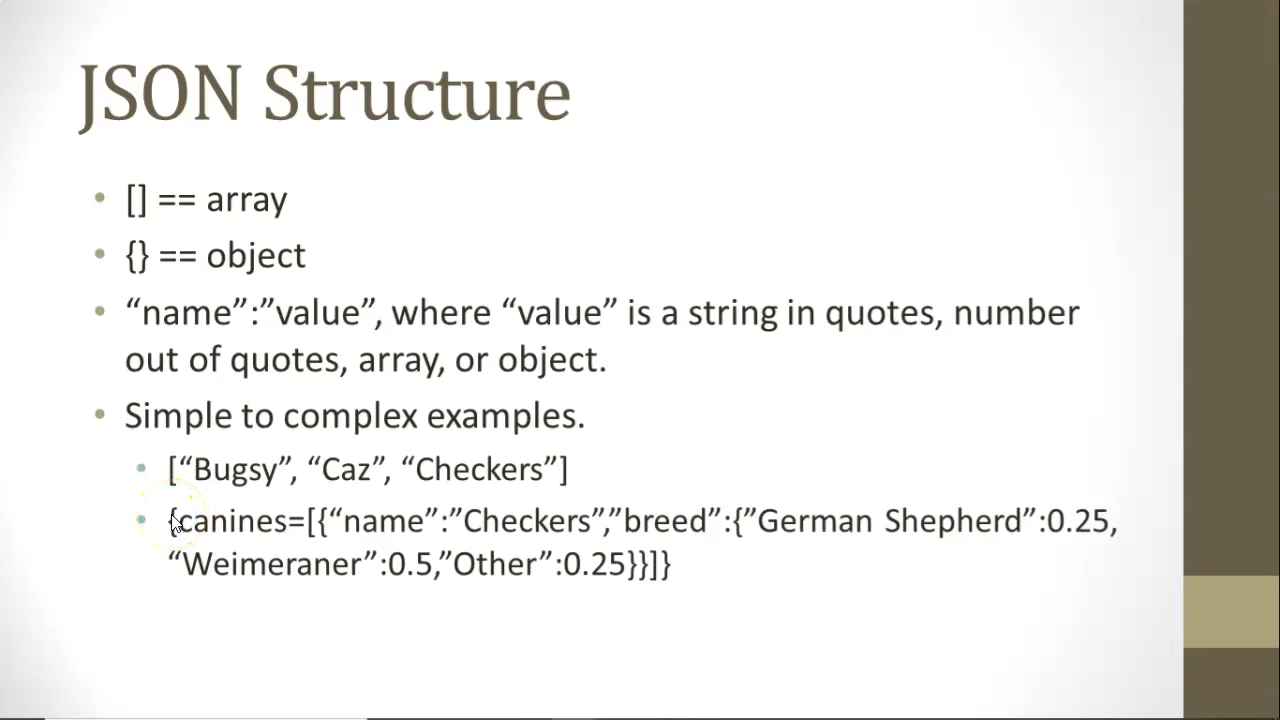 JSON Structure
• [] == array
• {} == object
• “name”:”value”, where “value” is a string in quotes, number
out of quotes, array, or object.
• Simple to complex examples.
• [“Bugsy”, “Caz”, “Checkers”]
• {canines=[{“name”:”Checkers”,”breed”:{”German Shepherd”:0.25,
“Weimeraner”:0.5,”Other”:0.25}}]}